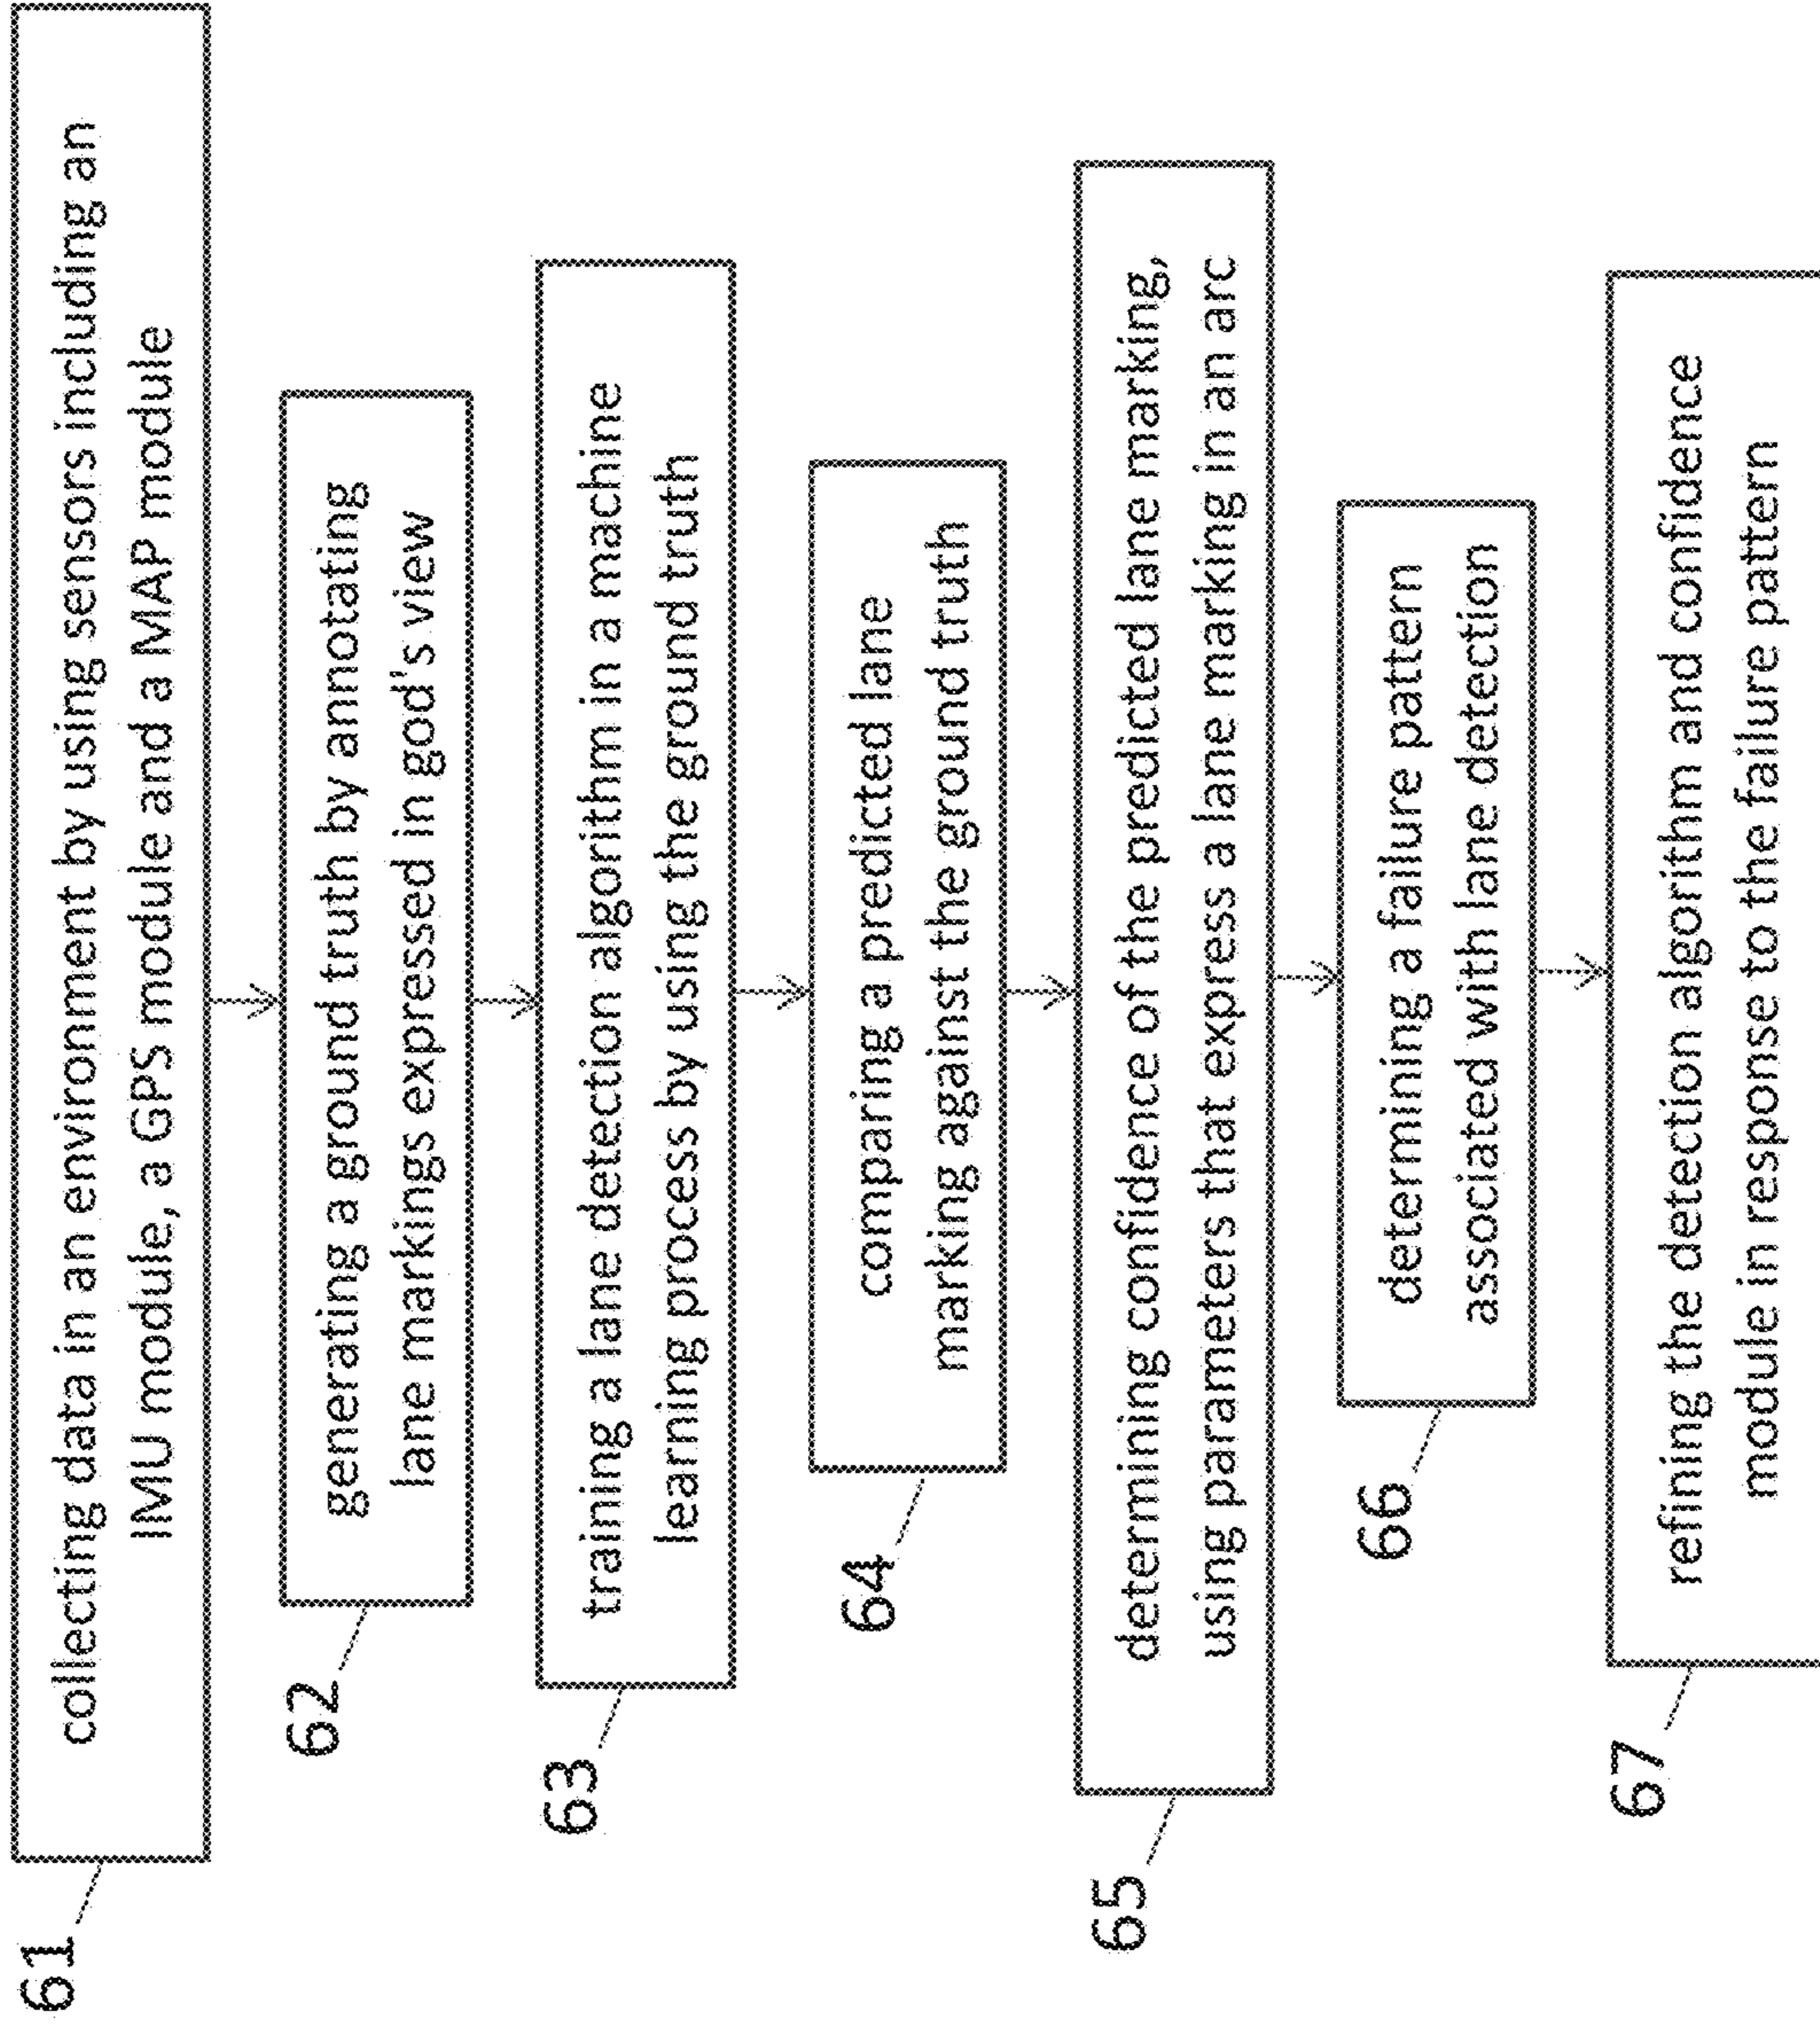 61
collecting data in an environment by using sensors including an
IMU module, a GPS module and a MAP module
62
generating a ground truth by annotating
lane markings expressed in god's view
63
training a lane detection algorithm in a machine
learning process by using the ground truth
64
comparing a predicted lane
marking against the ground truth
65
determining confidence of the predicted lane marking,
using parameters that express a lane marking in an arc
66
determining a failure pattern
associated with lane detection
67
refining the detection algorithm and confidence
module in response to the failure pattern